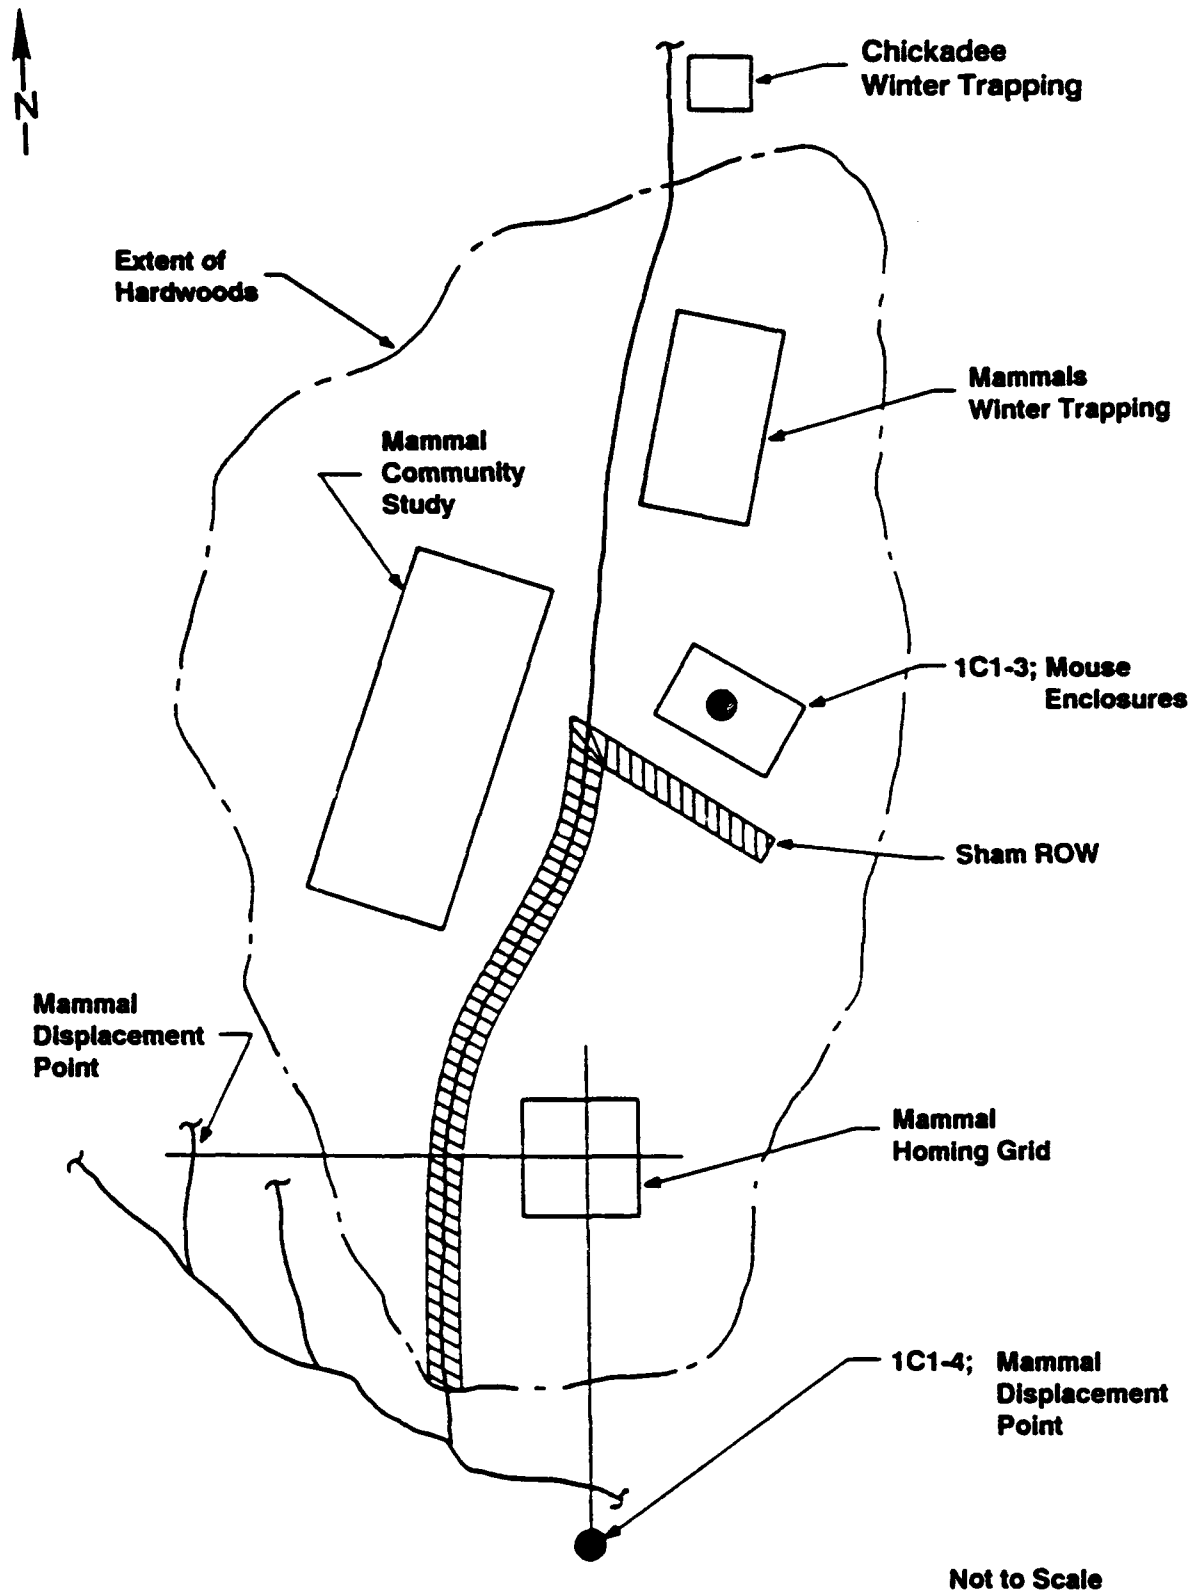 N
Chickadee
Winter Trapping
Extent of
Hardwoods
Mammals
Winter Trapping
Mammal
Community
Study
1C1-3; Mouse
Enclosures
Sham ROW
Mammal
Displacement
Point
Mammal
Homing Grid
1C1-4; Mammal
Displacement
Point
Not to Scale